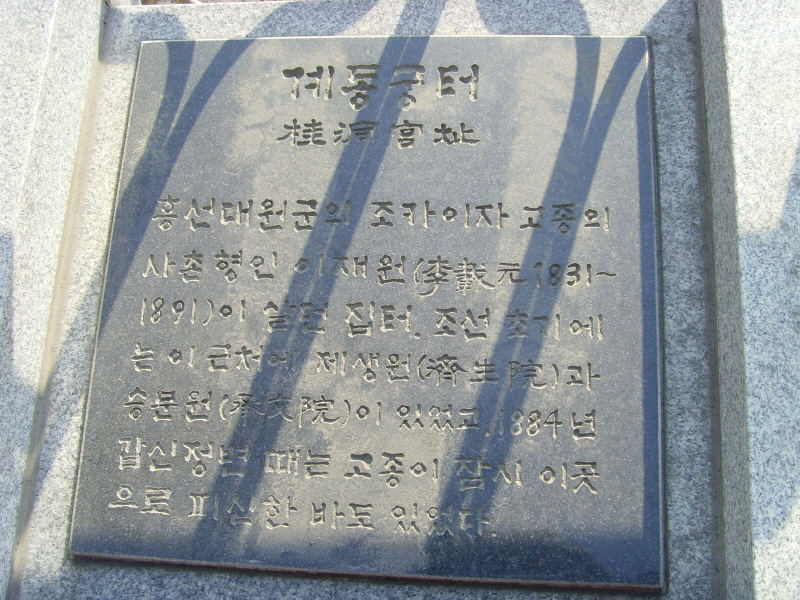 계동궁터
桂洞宮址
흥선대원군의 조카이자 고종의
사촌형인 이재원(李載元 1831~
1891)이 살던 집터. 조선 초기에
는 이 근처에 제생원(濟生院)과
승문원(承文院)이 있었고, 1884년
갑신정변 때는 고종이 잠시 이곳
으로 피신한 바도 있었다.